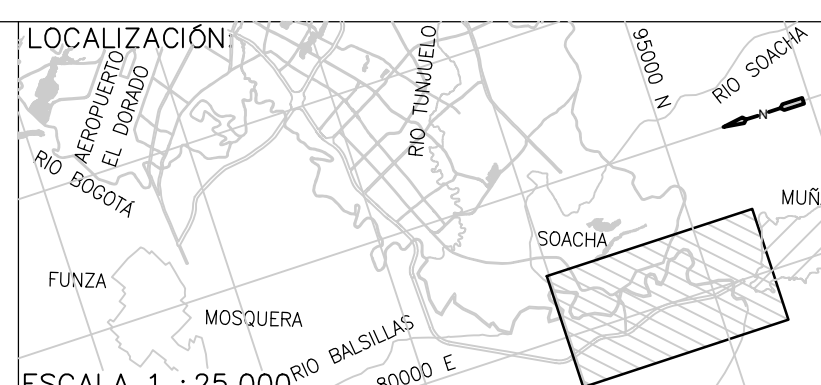 LOCALIZACIÓN:
AEROPUERTO
EL DORADO
RIO BOGOTÁ
RIO TUNJUELO
95000 N
RIO SOACHA
N
MUÑ
SOACHA
FUNZA
MOSQUERA
RIO BALSILLAS
80000 E
ESCALA 1 : 25.000